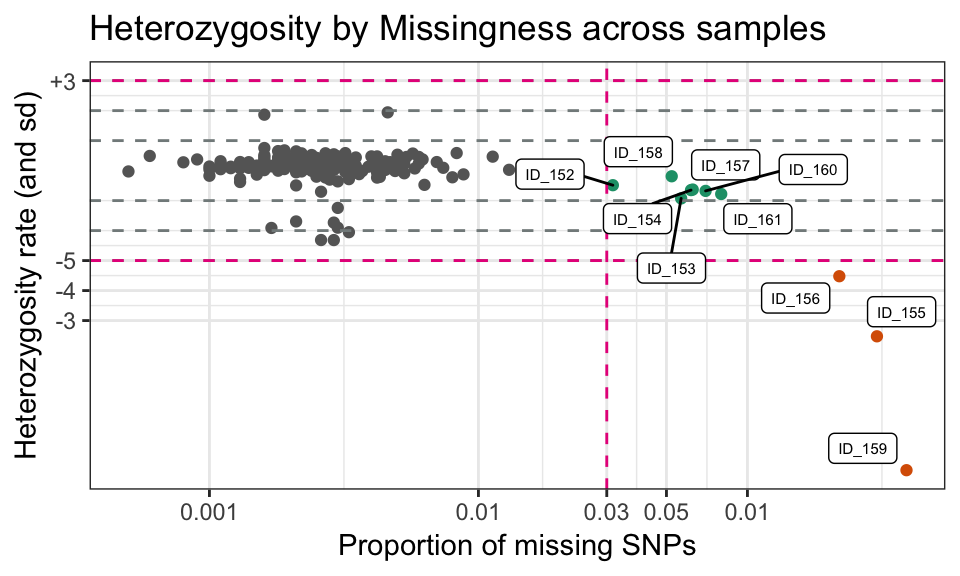 Heterozygosity by Missingness across samples
Heterozygosity rate (and sd)
+3
-5
-4
-3
ID_158
ID_157
ID_160
ID_152
ID_154
ID_161
ID_153
ID_156
ID_155
ID_159
0.001
0.01
0.03
0.05
0.01
Proportion of missing SNPs